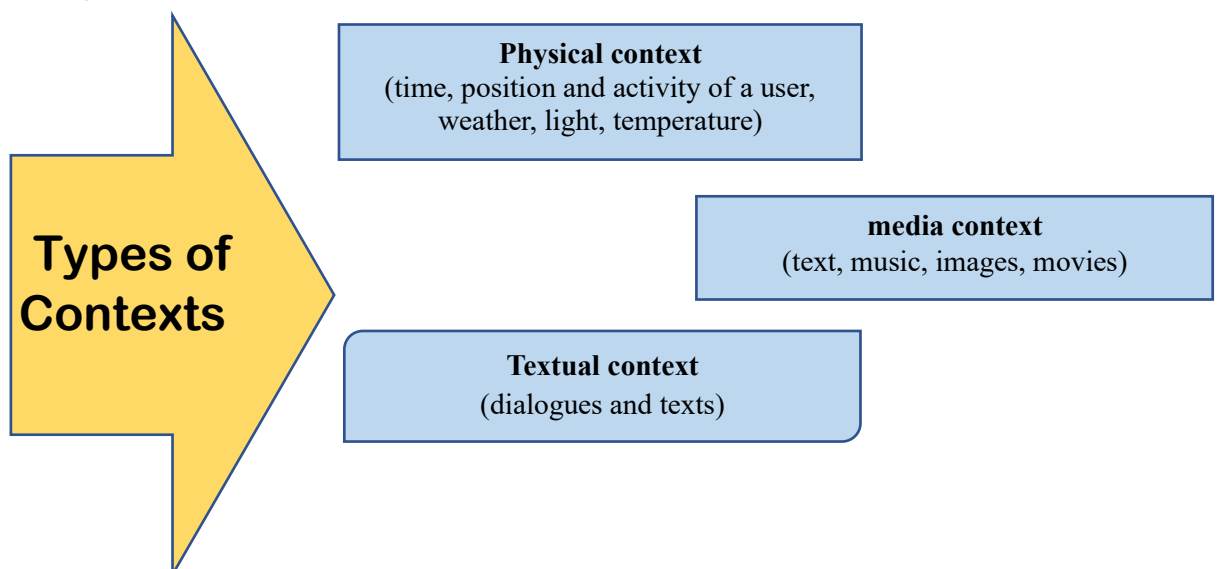 Types of
Contexts
Physical context
(time, position and activity of a user,
weather, light, temperature)
media context
(text, music, images, movies)
Textual context
(dialogues and texts)